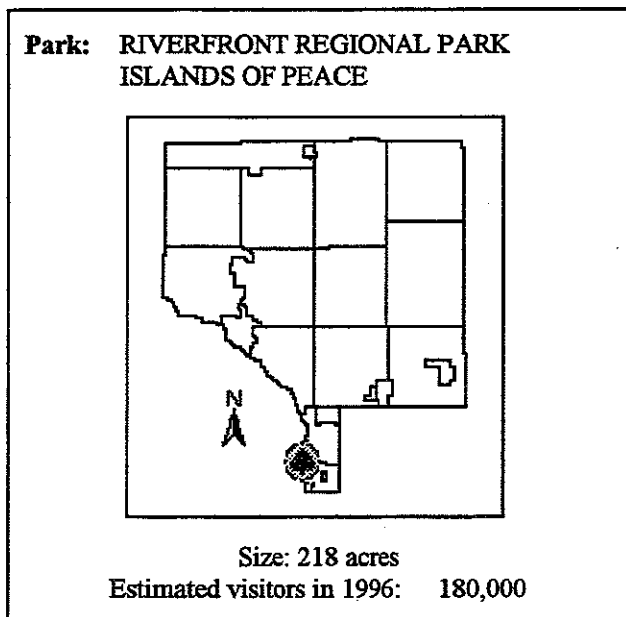 Park: RIVERFRONT REGIONAL PARK
ISLANDS OF PEACE
N
Size: 218 acres
Estimated visitors in 1996: 180,000